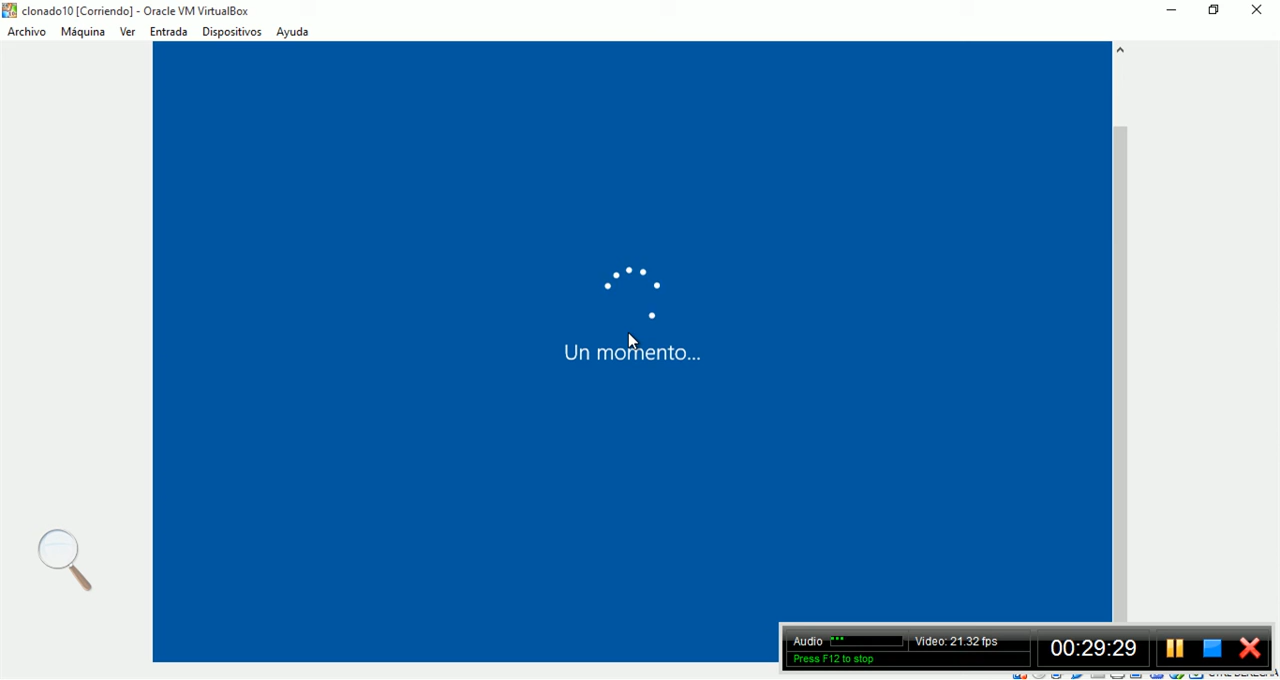 clonado10 [Corriendo] - Oracle VM VirtualBox
Archivo Máquina Ver Entrada Dispositivos Ayuda
Un momento...
Audio Video: 21.32 fps
Press F12 to stop
00:29:29